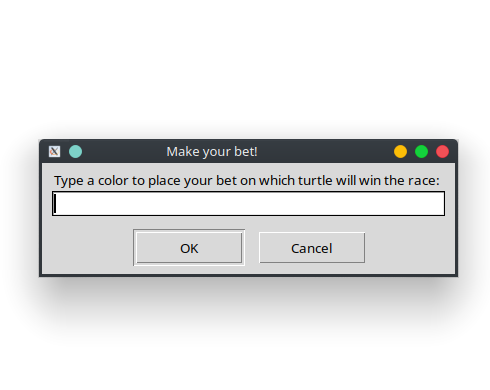 Make your bet!
Type a color to place your bet on which turtle will win the race:
OK
Cancel